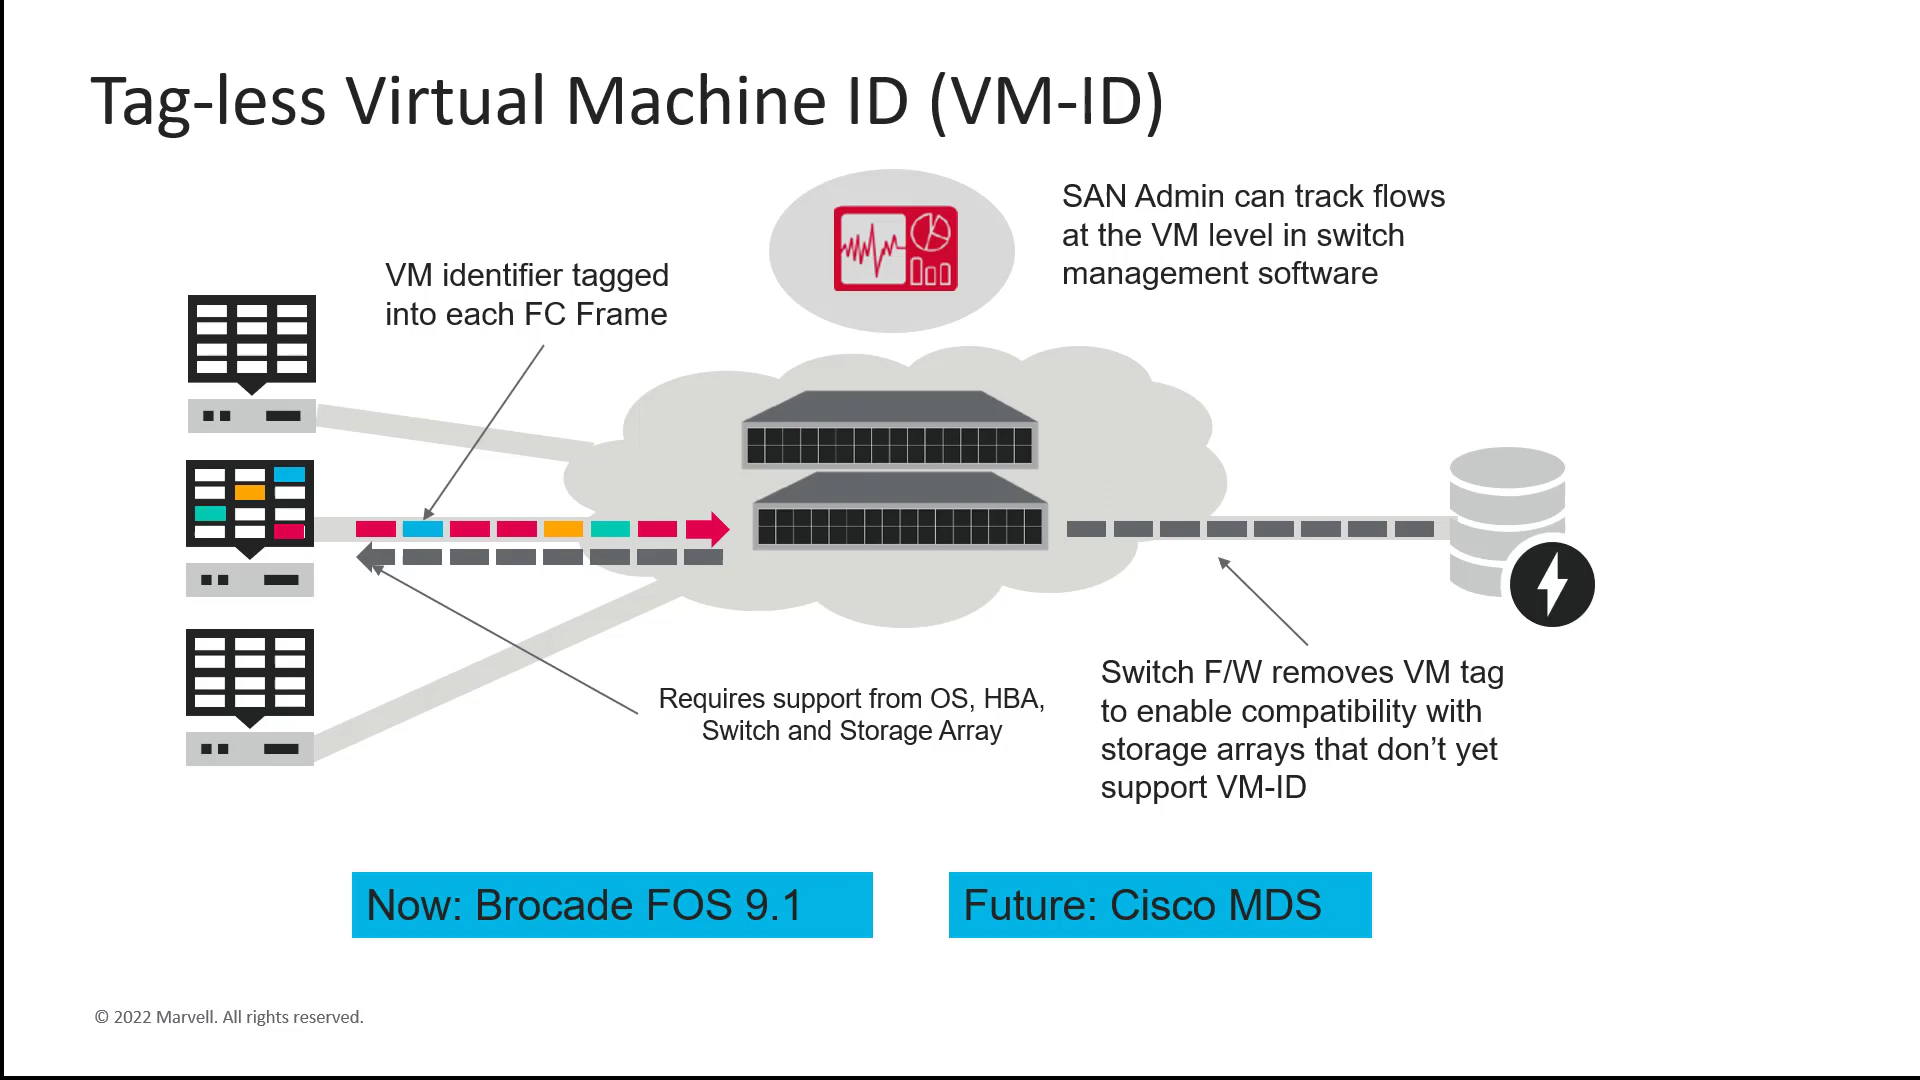 Tag-less Virtual Machine ID (VM-ID)
SAN Admin can track flows
at the VM level in switch
management software
VM identifier tagged
into each FC Frame
Requires support from OS, HBA,
Switch and Storage Array
Switch F/W removes VM tag
to enable compatibility with
storage arrays that don’t yet
support VM-ID
Now: Brocade FOS 9.1
Future: Cisco MDS
© 2022 Marvell. All rights reserved.